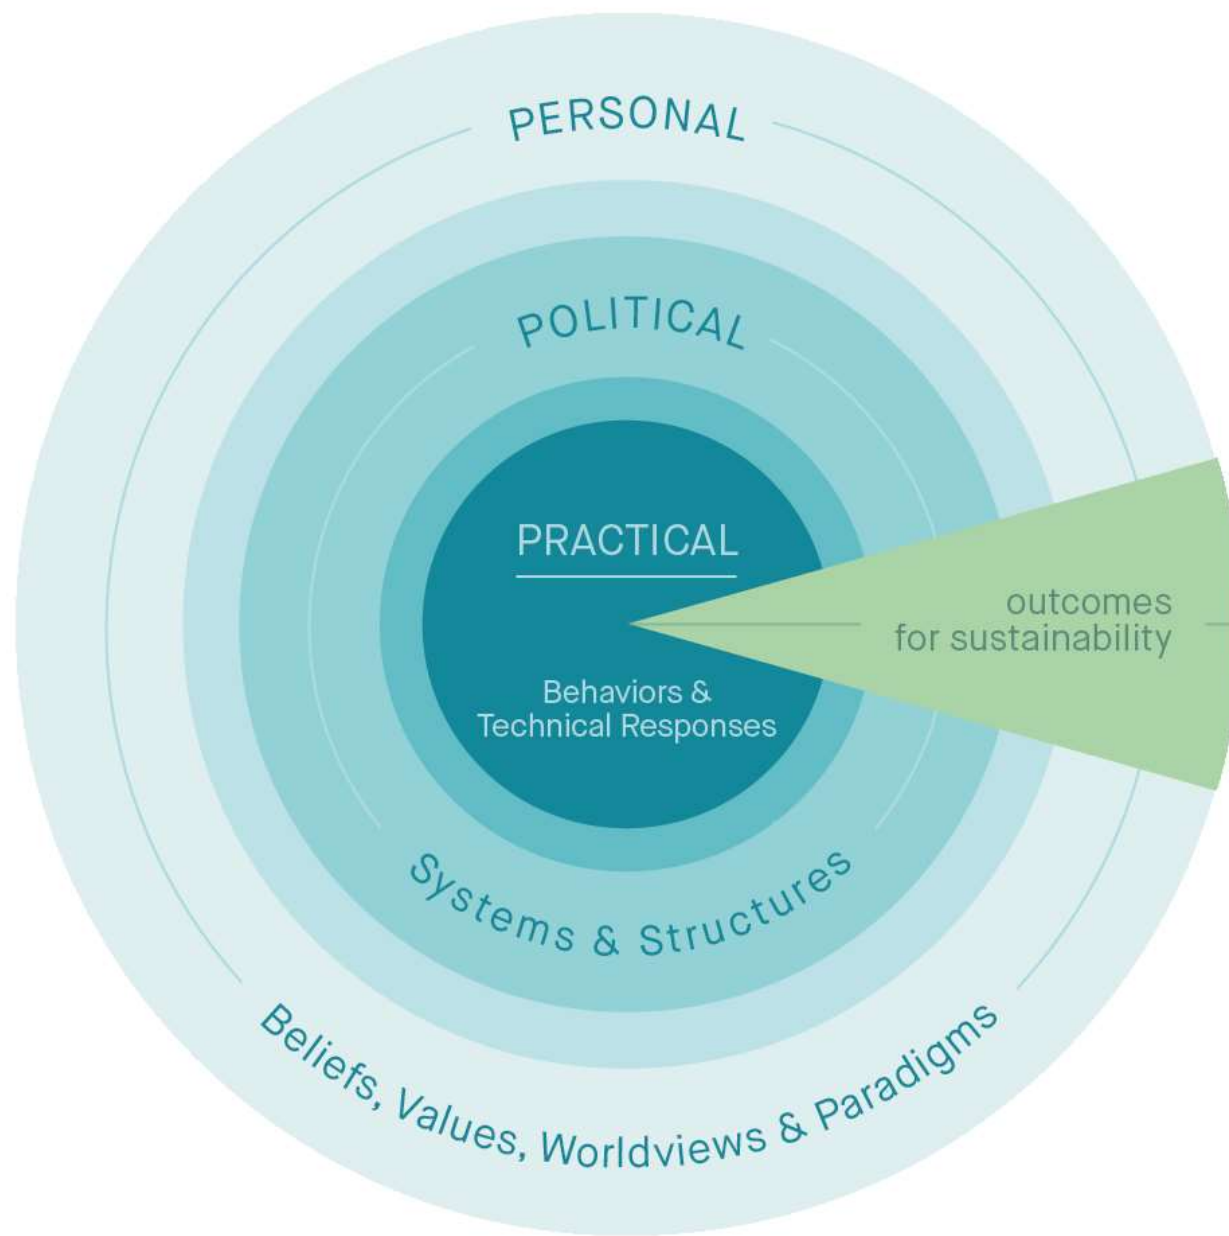 PERSONAL
POLITICAL
PRACTICAL
outcomes
for sustainability
Behaviors &
Technical Responses
Systems & Structures
Beliefs, Values, Worldviews & Paradigms